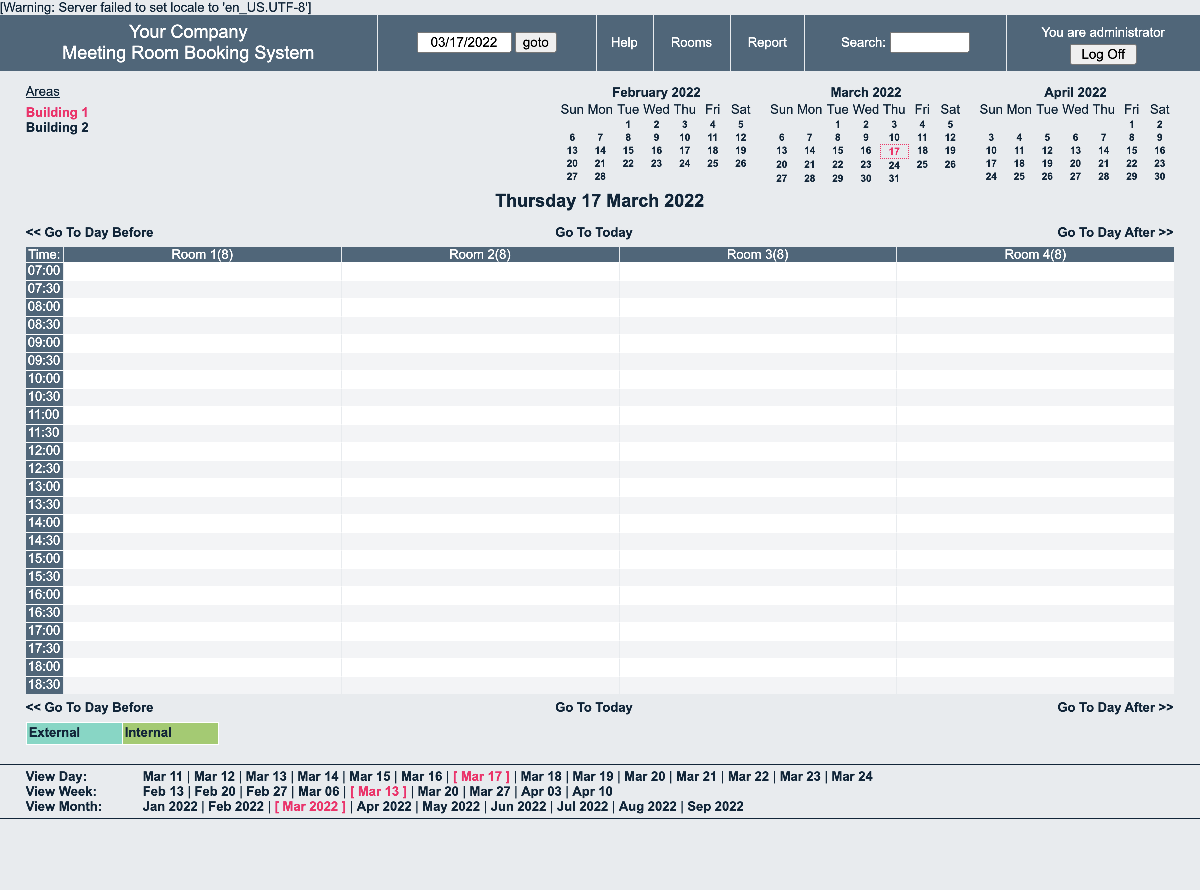 [Warning: Server failed to set locale to 'en_US.UTF-8']
Your Company
Meeting Room Booking System
03/17/2022 goto
Help
Rooms
Report
Search:
You are administrator
Log Off
Areas
Building 1
Building 2
February 2022
Sun Mon Tue Wed Thu Fri Sat
1 2 3 4 5
6 7 8 9 10 11 12
13 14 15 16 17 18 19
20 21 22 23 24 25 26
27 28
March 2022
Sun Mon Tue Wed Thu Fri Sat
1 2 3 4 5
6 7 8 9 10 11 12
13 14 15 16 17 18 19
20 21 22 23 24 25 26
27 28 29 30 31
April 2022
Sun Mon Tue Wed Thu Fri Sat
1 2
3 4 5 6 7 8 9
10 11 12 13 14 15 16
17 18 19 20 21 22 23
24 25 26 27 28 29 30
Thursday 17 March 2022
<< Go To Day Before Go To Today Go To Day After >>
Time: Room 1(8) Room 2(8) Room 3(8) Room 4(8)
07:00
07:30
08:00
08:30
09:00
09:30
10:00
10:30
11:00
11:30
12:00
12:30
13:00
13:30
14:00
14:30
15:00
15:30
16:00
16:30
17:00
17:30
18:00
18:30
<< Go To Day Before Go To Today Go To Day After >>
External Internal
View Day: Mar 11 | Mar 12 | Mar 13 | Mar 14 | Mar 15 | Mar 16 | [ Mar 17 ] | Mar 18 | Mar 19 | Mar 20 | Mar 21 | Mar 22 | Mar 23 | Mar 24
View Week: Feb 13 | Feb 20 | Feb 27 | Mar 06 | [ Mar 13 ] | Mar 20 | Mar 27 | Apr 03 | Apr 10
View Month: Jan 2022 | Feb 2022 | [ Mar 2022 ] | Apr 2022 | May 2022 | Jun 2022 | Jul 2022 | Aug 2022 | Sep 2022